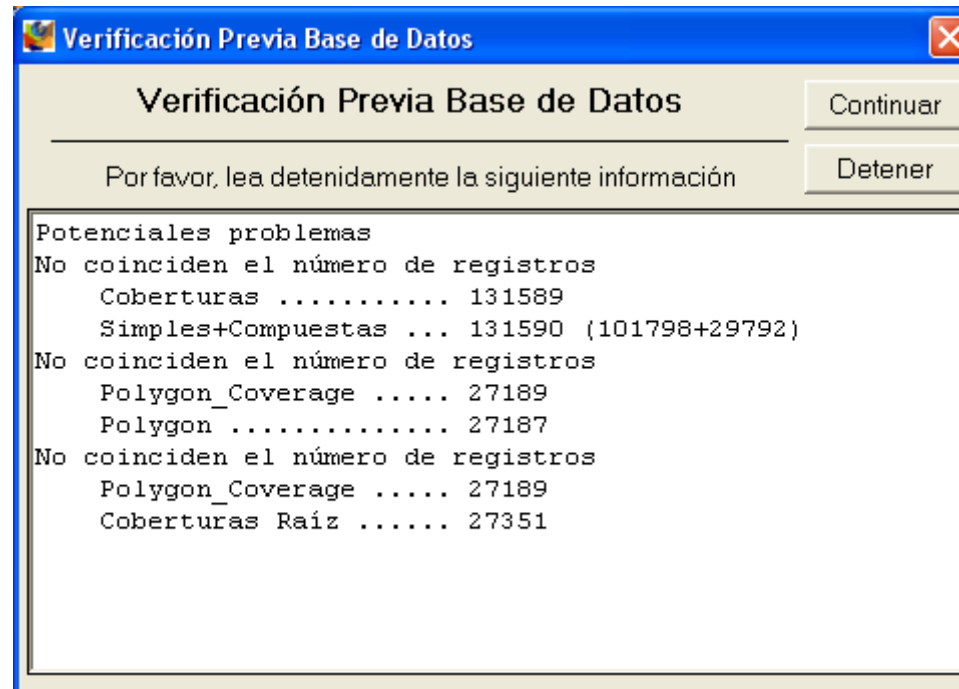 Verificación Previa Base de Datos
Verificación Previa Base de Datos
Continuar
Por favor, lea detenidamente la siguiente información
Detener
Potenciales problemas
No coinciden el número de registros
Coberturas ........... 131589
Simples+Compuestas ... 131590 (101798+29792)
No coinciden el número de registros
Polygon_Coverage ..... 27189
Polygon .............. 27187
No coinciden el número de registros
Polygon_Coverage ..... 27189
Coberturas Raíz ...... 27351